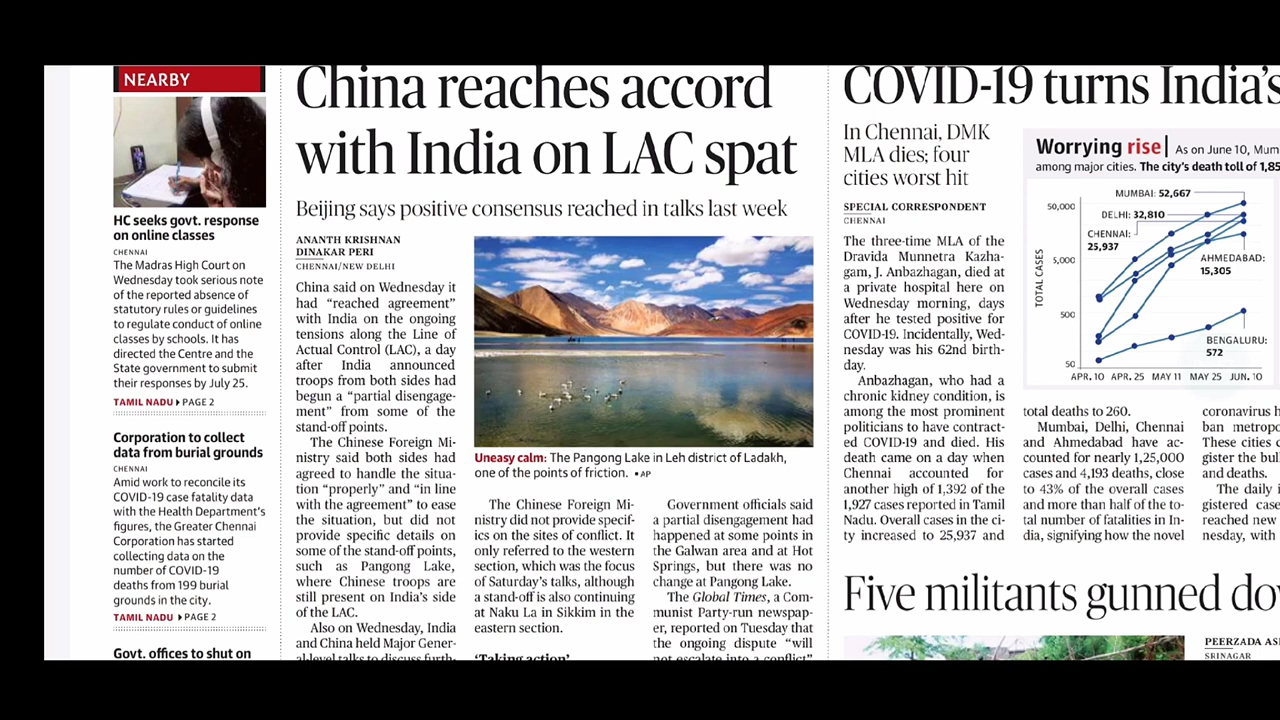 NEARBY
HC seeks govt. response
on online classes
CHENNAI
The Madras High Court on
Wednesday took serious note
of the reported absence of
statutory rules or guidelines
to regulate conduct of online
classes by schools. It has
directed the Centre and the
State government to submit
their responses by July 25.
TAMIL NADU PAGE 2
Corporation to collect
data from burial grounds
CHENNAI
Amid work to reconcile its
COVID-19 case fatality data
with the Health Department's
figures, the Greater Chennai
Corporation has started
collecting data on the
number of COVID-19
deaths from 199 burial
grounds in the city.
TAMIL NADU PAGE 2
Govt. offices to shut on
China reaches accord
with India on LAC spat
Beijing says positive consensus reached in talks last week
ANANTH KRISHNAN
DINAKAR PERI
CHENNAI/NEW DELHI
China said on Wednesday it
had “reached agreement”
with India on the ongoing
tensions along the Line of
Actual Control (LAC), a day
after India announced
troops from both sides had
begun a “partial disengage-
ment” from some of the
stand-off points.
The Chinese Foreign Mi-
nistry said both sides had
agreed to handle the situa-
tion “properly” and “in line
with the agreement” to ease
the situation, but did not
provide specific details on
some of the stand-off points,
such as Pangong Lake,
where Chinese troops are
still present on India's side
of the LAC.
Also on Wednesday, India
and China held Major Gener-
al-level talks to discuss furth-
Uneasy calm: The Pangong Lake in Leh district of Ladakh,
one of the points of friction. • AP
The Chinese Foreign Mi-
nistry did not provide specif-
ics on the sites of conflict. It
only referred to the western
section, which was the focus
of Saturday's talks, although
a stand-off is also continuing
at Naku La in Sikkim in the
eastern section.
‘Taking action’
Government officials said
a partial disengagement had
happened at some points in
the Galwan area and at Hot
Springs, but there was no
change at Pangong Lake.
The Global Times, a Com-
munist Party-run newspap-
er, reported on Tuesday that
the ongoing dispute “will
not escalate into a conflict”
COVID-19 turns India's
In Chennai, DMK
MLA dies; four
cities worst hit
SPECIAL CORRESPONDENT
CHENNAI
The three-time MLA of the
Dravida Munnetra Kazha-
gam, J. Anbazhagan, died at
a private hospital here on
Wednesday morning, days
after he tested positive for
COVID-19. Incidentally, Wed-
nesday was his 62nd birth-
day.
Anbazhagan, who had a
chronic kidney condition, is
among the most prominent
politicians to have contract-
ed COVID-19 and died. His
death came on a day when
Chennai accounted for
another high of 1,392 of the
1,927 cases reported in Tamil
Nadu. Overall cases in the ci-
ty increased to 25,937 and
Worrying rise As on June 10, Mum
among major cities. The city's death toll of 1,85
MUMBAI: 52,667
50,000
DELHI: 32,810
CHENNAI:
25,937
AHMEDABAD:
15,305
5,000
TOTAL CASES
500
BENGALURU:
572
50
APR. 10 APR. 25 MAY 11 MAY 25 JUN. 10
total deaths to 260.
Mumbai, Delhi, Chennai
and Ahmedabad have ac-
counted for nearly 1,25,000
cases and 4,193 deaths, close
to 43% of the overall cases
and more than half of the to-
tal number of fatalities in In-
dia, signifying how the novel
coronavirus h
ban metropo
These cities c
gister the bul
and deaths.
The daily i
gistered case
reached new
nesday, with
Five militants gunned do
PEERZADA AS
SRINAGAR